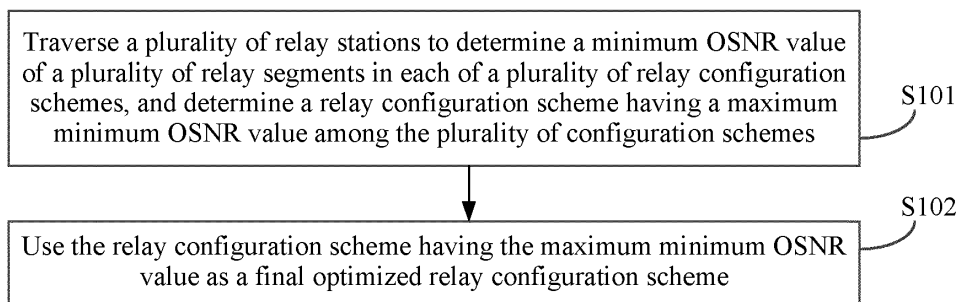 Traverse a plurality of relay stations to determine a minimum OSNR value
of a plurality of relay segments in each of a plurality of relay configuration
schemes, and determine a relay configuration scheme having a maximum
minimum OSNR value among the plurality of configuration schemes
S101
S102
Use the relay configuration scheme having the maximum minimum OSNR
value as a final optimized relay configuration scheme